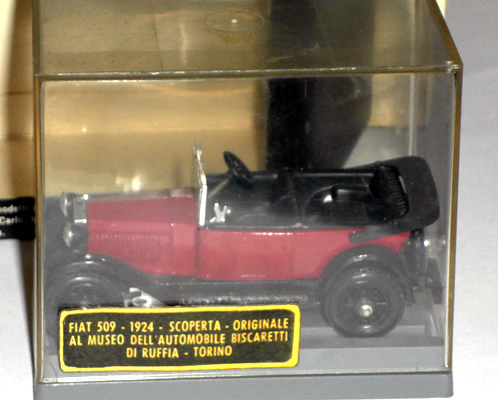 FIAT 509 - 1924 - SCOPERTA - ORIGINALE
AL MUSEO DELL'AUTOMOBILE BISCARETTI
DI RUFFIA - TORINO